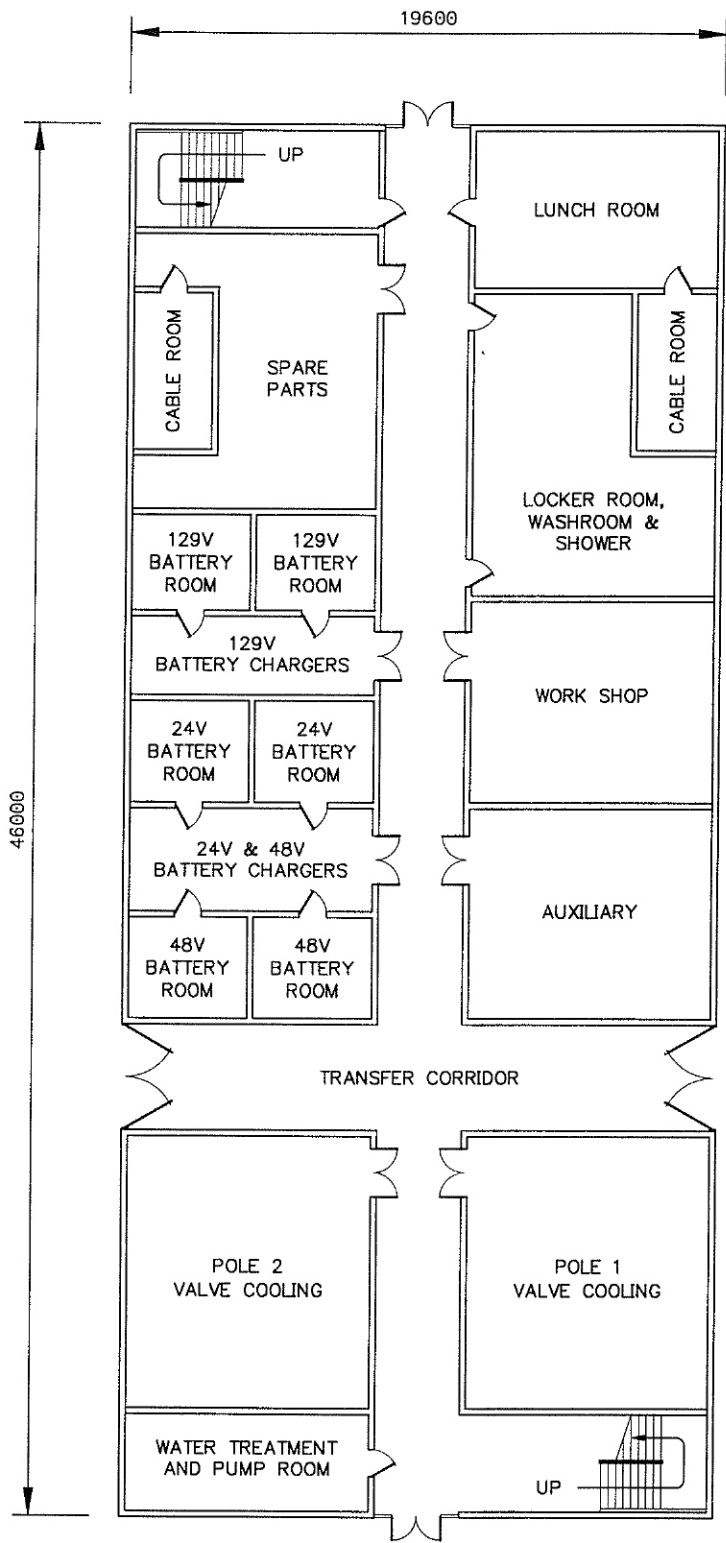 19600
46000
UP
LUNCH ROOM
CABLE ROOM
SPARE
PARTS
CABLE ROOM
LOCKER ROOM,
WASHROOM &
SHOWER
129V
BATTERY
ROOM
129V
BATTERY
ROOM
129V
BATTERY CHARGERS
WORK SHOP
24V
BATTERY
ROOM
24V
BATTERY
ROOM
24V & 48V
BATTERY CHARGERS
AUXILIARY
48V
BATTERY
ROOM
48V
BATTERY
ROOM
TRANSFER CORRIDOR
POLE 2
VALVE COOLING
POLE 1
VALVE COOLING
WATER TREATMENT
AND PUMP ROOM
UP